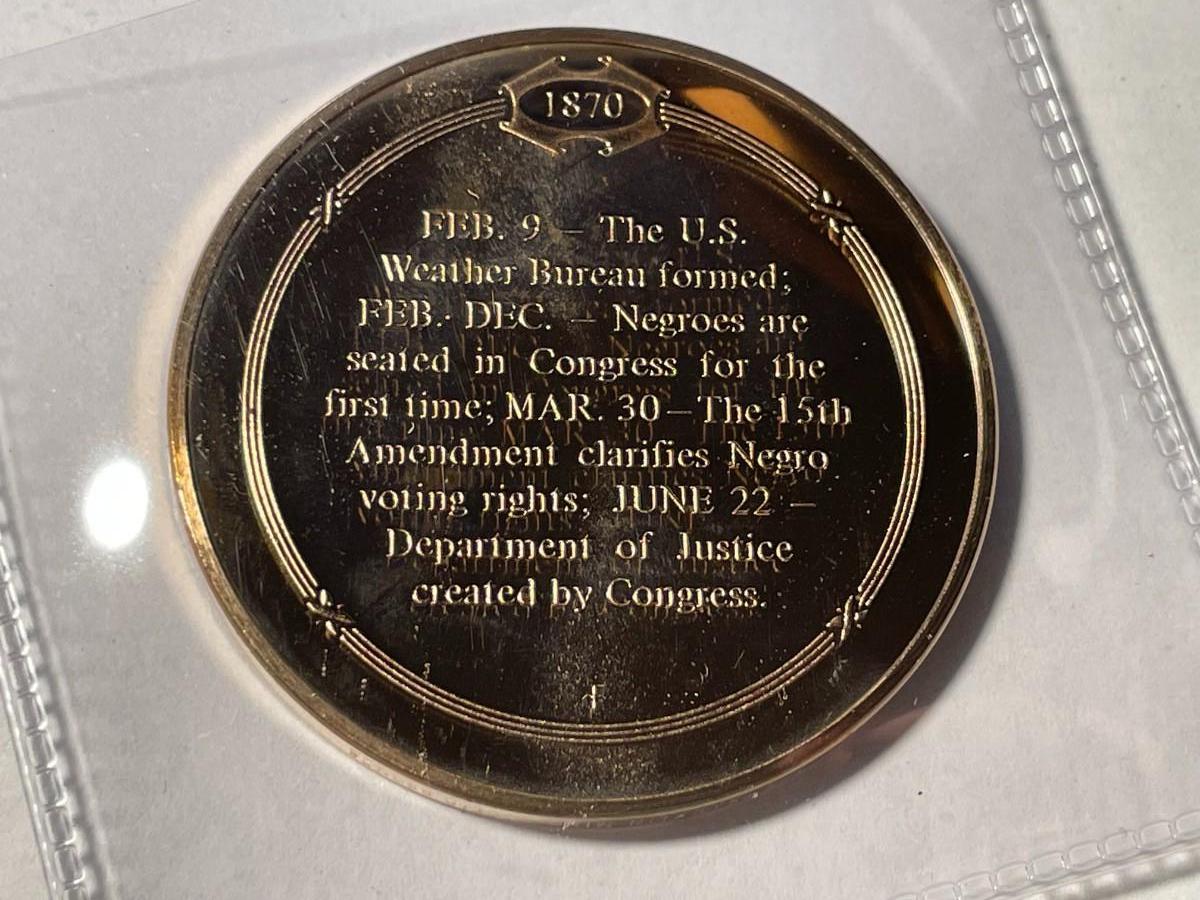 1870
FEB. 9 – The U.S.
Weather Bureau formed;
FEB.- DEC. – Negroes are
seated in Congress for the
first time; MAR. 30 – The 15th
Amendment clarifies Negro
voting rights; JUNE 22 –
Department of Justice
created by Congress.